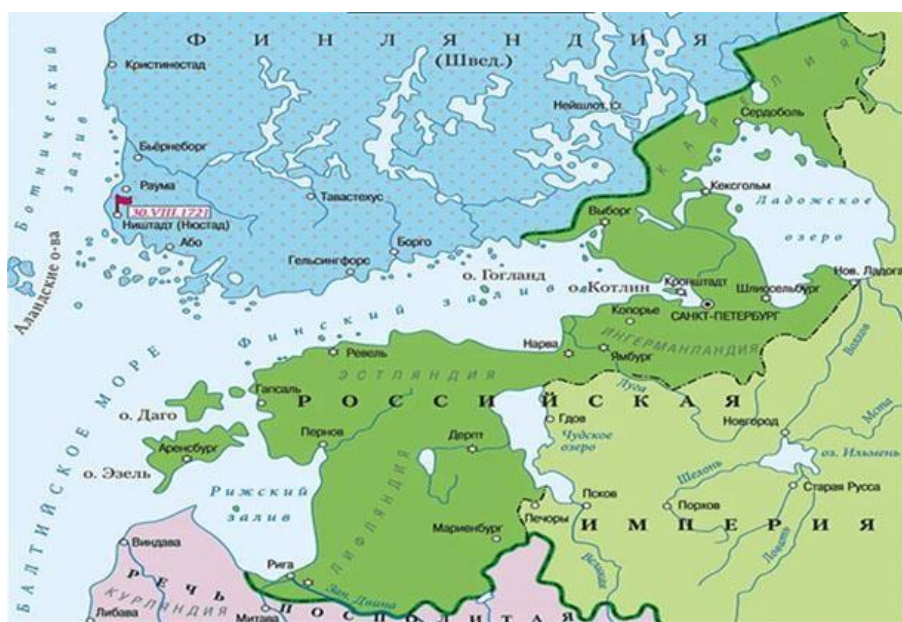 ФИНЛЯНДИЯ
(Швед.)
Кристинестад
Ботнический
залив
Нейшлот
КАРЕЛИЯ
Сердоболь
Бьёрнеборг
Раума
30.VIII.1721
Ништадт (Нюстад)
Або
Тавастехус
Борго
Гельсингфорс
Выборг
Кексгольм
Ладожское
озеро
Аландские о-ва
о. Гогланд
о. Котлин
Кронштадт
Шлиссельбург
Нов. Ладога
САНКТ-ПЕТЕРБУРГ
Финский залив
Копорье
ИНГЕРМАНЛАНДИЯ
Нарва
Ямбург
Волхов
Ревель
ЭСТЛЯНДИЯ
Луга
БАЛТИЙСКОЕ МОРЕ
Гапсаль
РОССИЙСКАЯ
о. Даго
Гдов
Новгород
Мста
Пернов
Дерпт
Чудское
озеро
Аренсбург
о. Эзель
оз. Ильмень
Шелонь
Старая Русса
Рижский
залив
ЛИФЛЯНДИЯ
Псков
Порхов
Печоры
ИМПЕРИЯ
Мариенбург
Ловать
Великая
Виндава
Рига
Зап. Двина
РЕЧЬ
ПОСПОЛИТАЯ
КУРЛЯНДИЯ
Либава
Митава